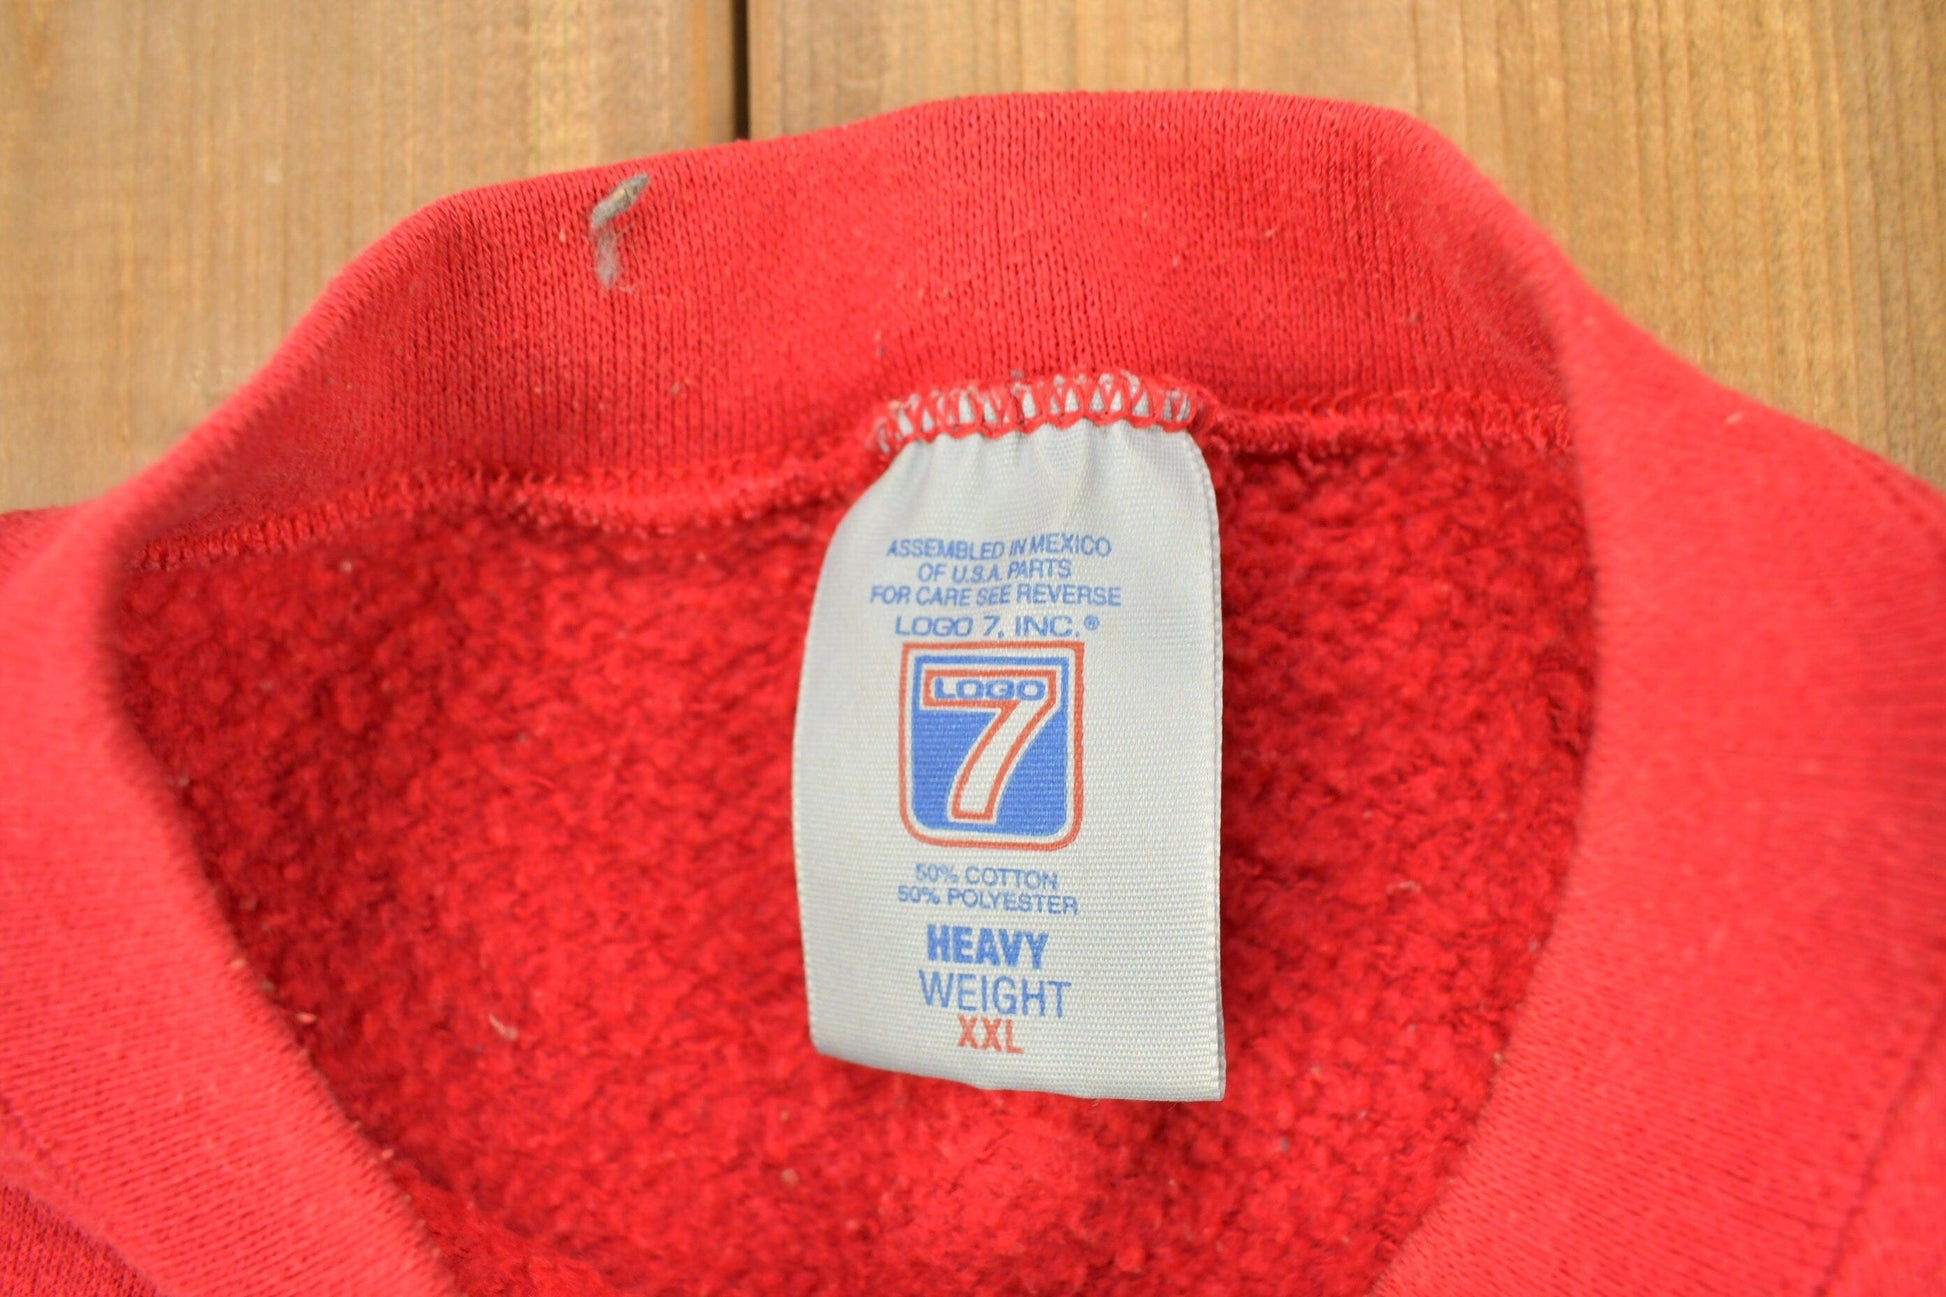 ASSEMBLED IN MEXICO
OF U.S.A. PARTS
FOR CARE SEE REVERSE
LOGO 7, INC.®
LOGO
7
50% COTTON
50% POLYESTER
HEAVY
WEIGHT
XXL